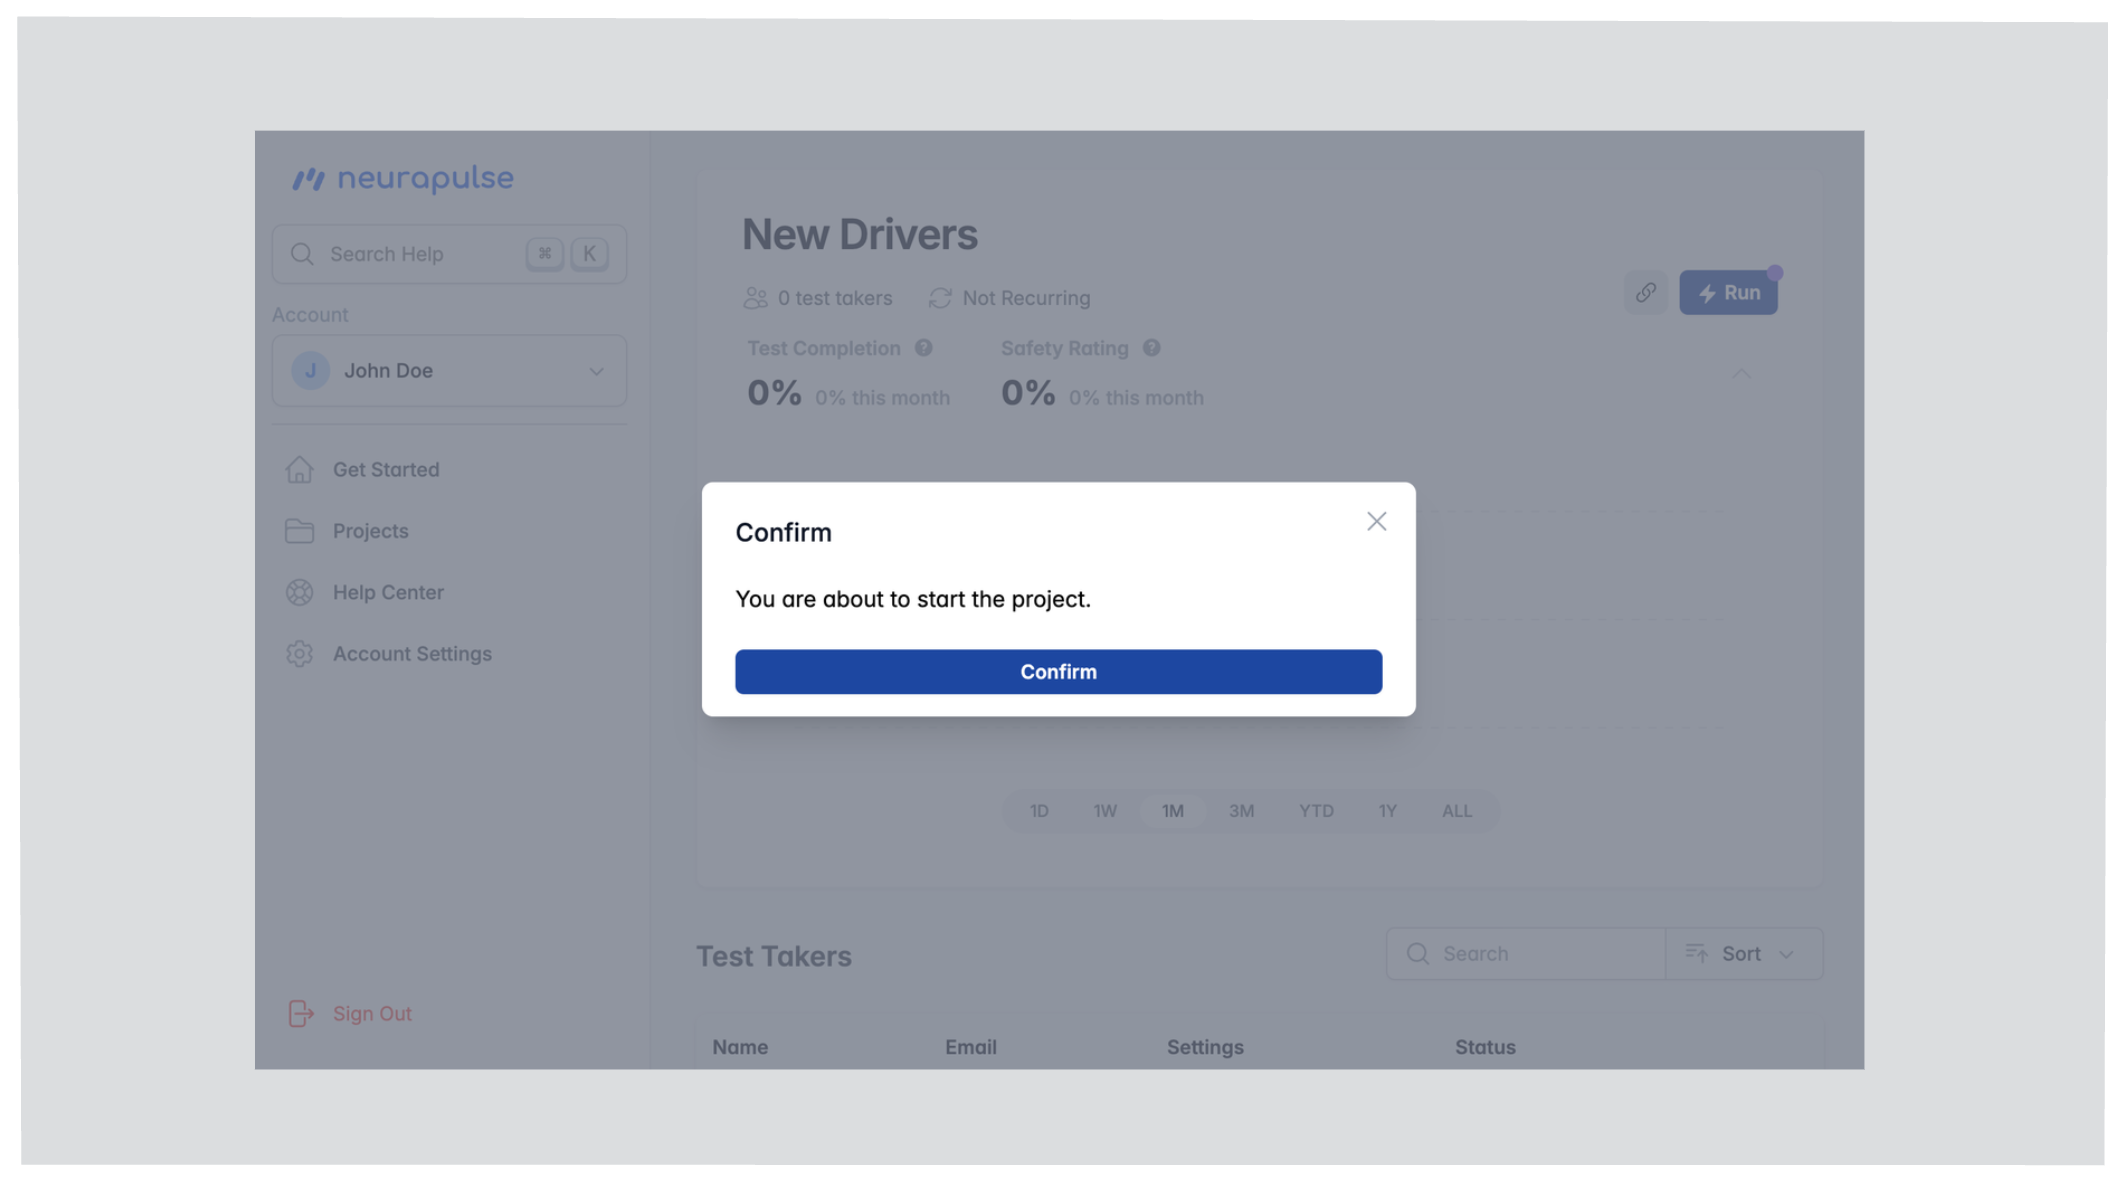 neurapulse
Search Help ⌘ K
Account
J John Doe
Get Started
Projects
Help Center
Account Settings
Sign Out
New Drivers
0 test takers Not Recurring
Run
Test Completion ? Safety Rating ?
0% 0% this month 0% 0% this month
Confirm
You are about to start the project.
Confirm
1D 1W 1M 3M YTD 1Y ALL
Test Takers
Search Sort
Name Email Settings Status